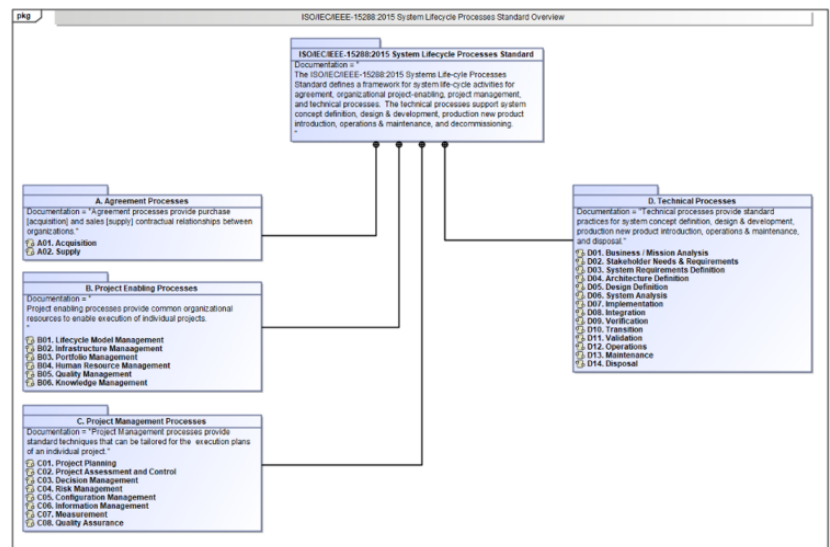 pkg
ISO/IEC/IEEE-15288:2015 System Lifecycle Processes Standard Overview
ISO/IEC/IEEE-15288:2015 System Lifecycle Processes Standard
Documentation = "
The ISO/IEC/IEEE-15288:2015 Systems Life-cyle Processes
Standard defines a framework for system life-cycle activities for
agreement, organizational project-enabling, project management,
and technical processes. The technical processes support system
concept definition, design & development, production new product
introduction, operations & maintenance, and decommissioning.
"
A. Agreement Processes
Documentation = "Agreement processes provide purchase
[acquisition] and sales [supply] contractual relationships between
organizations."
A01. Acquisition
A02. Supply
B. Project Enabling Processes
Documentation = "
Project enabling processes provide common organizational
resources to enable execution of individual projects.
"
B01. Lifecycle Model Management
B02. Infrastructure Management
B03. Portfolio Management
B04. Human Resource Management
B05. Quality Management
B06. Knowledge Management
C. Project Management Processes
Documentation = "Project Management processes provide
standard techniques that can be tailored for the execution plans
of an individual project."
C01. Project Planning
C02. Project Assessment and Control
C03. Decision Management
C04. Risk Management
C05. Configuration Management
C06. Information Management
C07. Measurement
C08. Quality Assurance
D. Technical Processes
Documentation = "Technical processes provide standard
practices for system concept definition, design & development,
production new product introduction, operations & maintenance,
and disposal."
D01. Business / Mission Analysis
D02. Stakeholder Needs & Requirements
D03. System Requirements Definition
D04. Architecture Definition
D05. Design Definition
D06. System Analysis
D07. Implementation
D08. Integration
D09. Verification
D10. Transition
D11. Validation
D12. Operations
D13. Maintenance
D14. Disposal